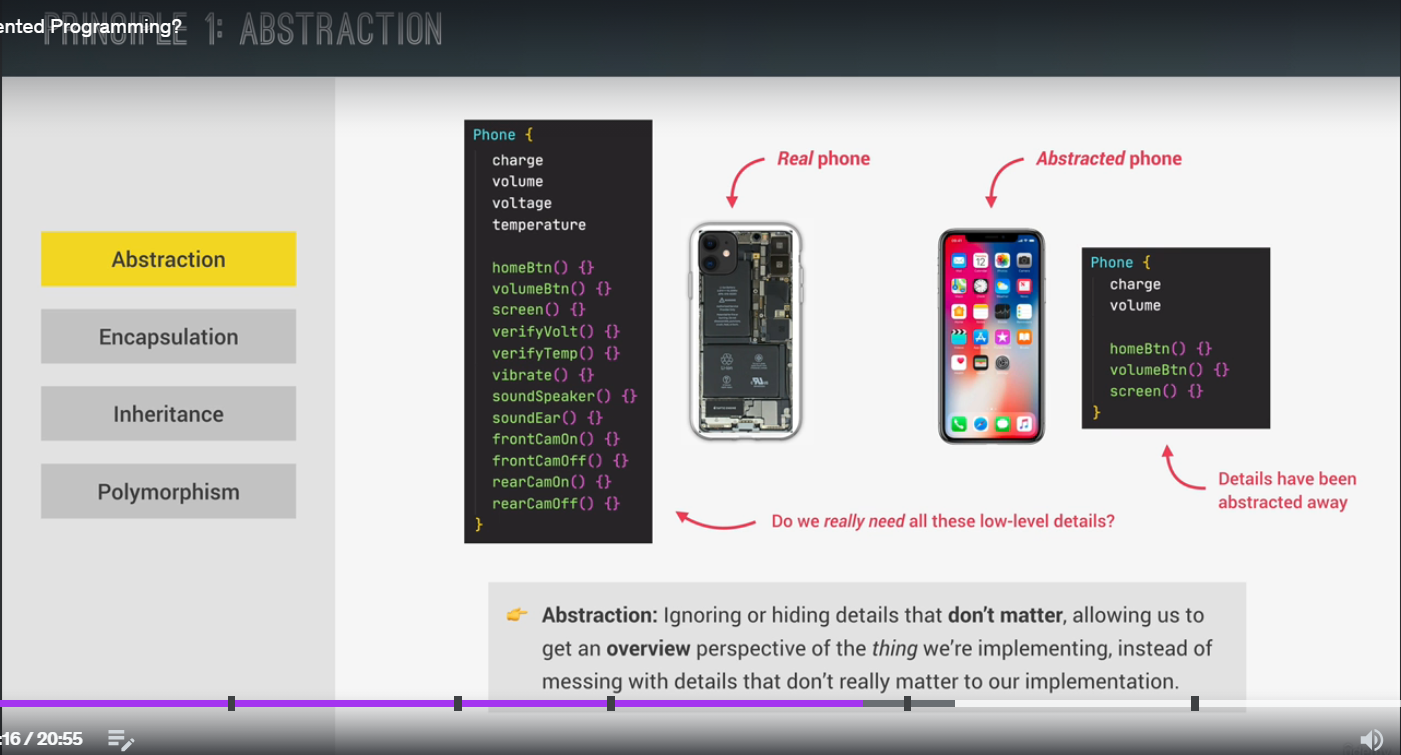 ented Programming?
PRINCIPLE 1: ABSTRACTION
Abstraction
Encapsulation
Inheritance
Polymorphism
Phone {
charge
volume
voltage
temperature
homeBtn() {}
volumeBtn() {}
screen() {}
verifyVolt() {}
verifyTemp() {}
vibrate() {}
soundSpeaker() {}
soundEar() {}
frontCamOn() {}
frontCamOff() {}
rearCamOn() {}
rearCamOff() {}
}
Real phone
Abstracted phone
Phone {
charge
volume
homeBtn() {}
volumeBtn() {}
screen() {}
}
Details have been
abstracted away
Do we really need all these low-level details?
👉 Abstraction: Ignoring or hiding details that don’t matter, allowing us to
get an overview perspective of the thing we’re implementing, instead of
messing with details that don’t really matter to our implementation.
:16 / 20:55